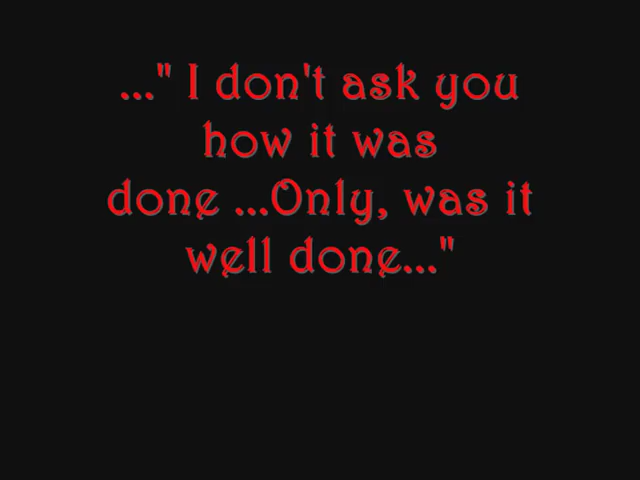 ..." I don't ask you
how it was
done ...Only, was it
well done..."